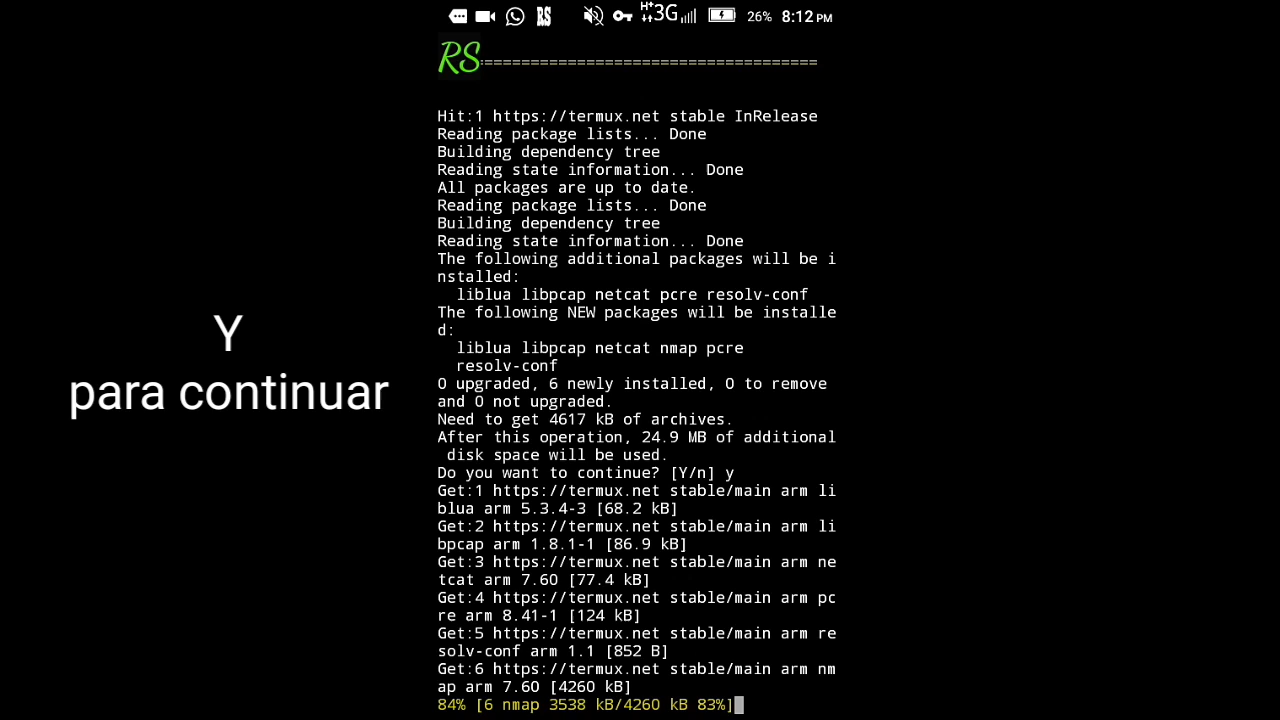 RS
3G
H+
26%
8:12 PM
RS===================================
Hit:1 https://termux.net stable InRelease
Reading package lists... Done
Building dependency tree
Reading state information... Done
All packages are up to date.
Reading package lists... Done
Building dependency tree
Reading state information... Done
The following additional packages will be i
nstalled:
liblua libpcap netcat pcre resolv-conf
The following NEW packages will be installe
d:
liblua libpcap netcat nmap pcre
resolv-conf
0 upgraded, 6 newly installed, 0 to remove
and 0 not upgraded.
Need to get 4617 kB of archives.
After this operation, 24.9 MB of additional
disk space will be used.
Do you want to continue? [Y/n] y
Get:1 https://termux.net stable/main arm li
blua arm 5.3.4-3 [68.2 kB]
Get:2 https://termux.net stable/main arm li
bpcap arm 1.8.1-1 [86.9 kB]
Get:3 https://termux.net stable/main arm ne
tcat arm 7.60 [77.4 kB]
Get:4 https://termux.net stable/main arm pc
re arm 8.41-1 [124 kB]
Get:5 https://termux.net stable/main arm re
solv-conf arm 1.1 [852 B]
Get:6 https://termux.net stable/main arm nm
ap arm 7.60 [4260 kB]
84% [6 nmap 3538 kB/4260 kB 83%]
Y
para continuar